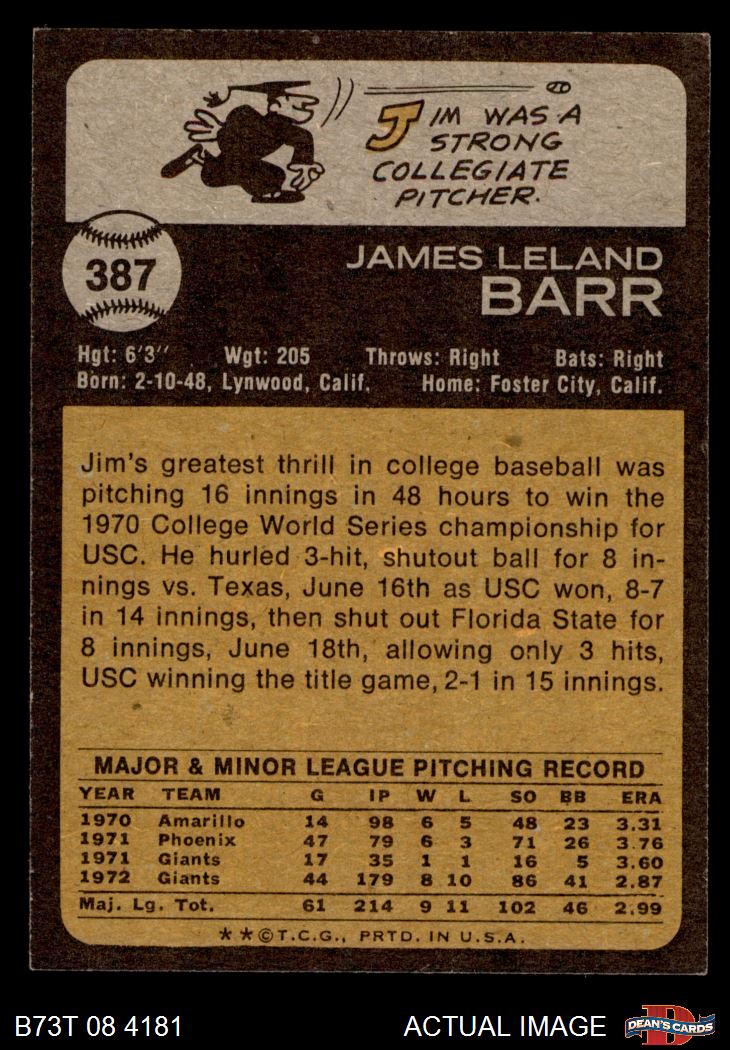 JIM WAS A
STRONG
COLLEGIATE
PITCHER.
387
JAMES LELAND
BARR
Hgt: 6'3" Wgt: 205 Throws: Right Bats: Right
Born: 2-10-48, Lynwood, Calif. Home: Foster City, Calif.
Jim's greatest thrill in college baseball was
pitching 16 innings in 48 hours to win the
1970 College World Series championship for
USC. He hurled 3-hit, shutout ball for 8 in-
nings vs. Texas, June 16th as USC won, 8-7
in 14 innings, then shut out Florida State for
8 innings, June 18th, allowing only 3 hits,
USC winning the title game, 2-1 in 15 innings.
MAJOR & MINOR LEAGUE PITCHING RECORD
YEAR TEAM G IP W L SO BB ERA
1970 Amarillo 14 98 6 5 48 23 3.31
1971 Phoenix 47 79 6 3 71 26 3.76
1971 Giants 17 35 1 1 16 5 3.60
1972 Giants 44 179 8 10 86 41 2.87
Maj. Lg. Tot. 61 214 9 11 102 46 2.99
**©T.C.G., PRTD. IN U.S.A.
B73T 08 4181 ACTUAL IMAGE D DEAN'S CARDS